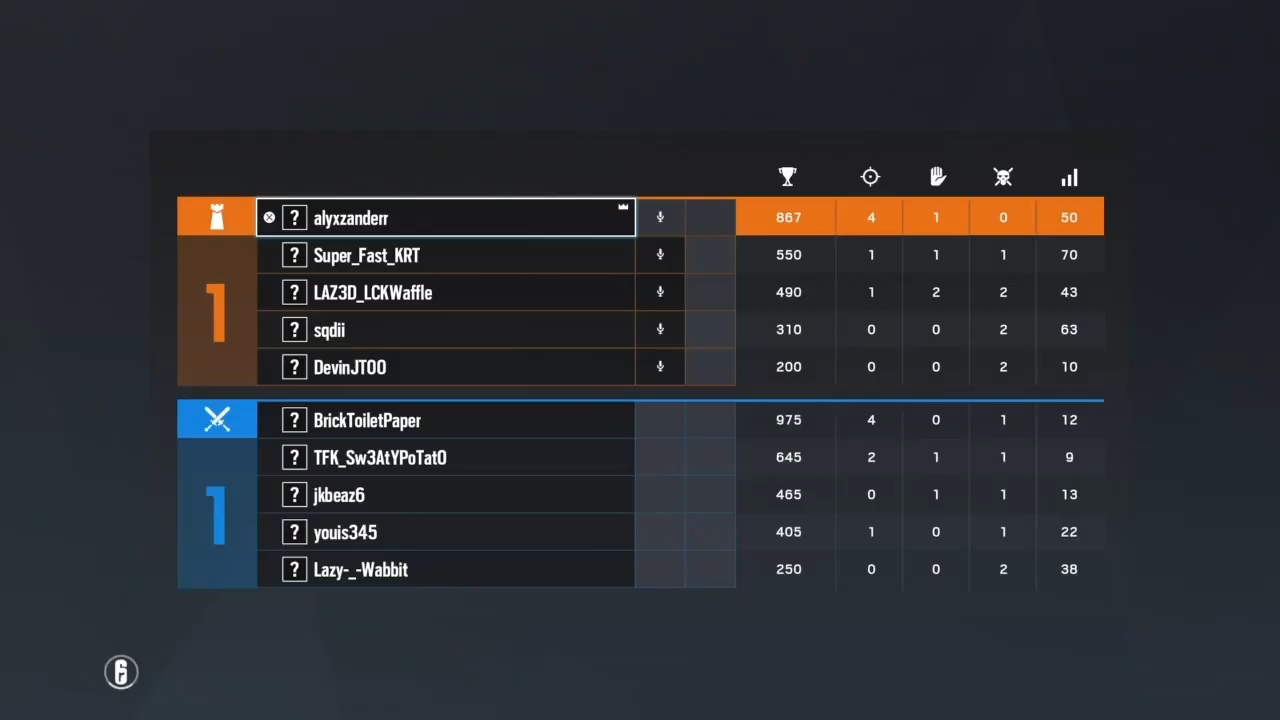 ? alyxzanderr 867 4 1 0 50
? Super_Fast_KRT 550 1 1 1 70
1
? LAZ3D_LCKWaffle 490 1 2 2 43
? sqdii 310 0 0 2 63
? DevinJT00 200 0 0 2 10
? BrickToiletPaper 975 4 0 1 12
? TFK_Sw3AtYPoTat0 645 2 1 1 9
? jkbeaz6 465 0 1 1 13
1
? youis345 405 1 0 1 22
? Lazy-_-Wabbit 250 0 0 2 38
6